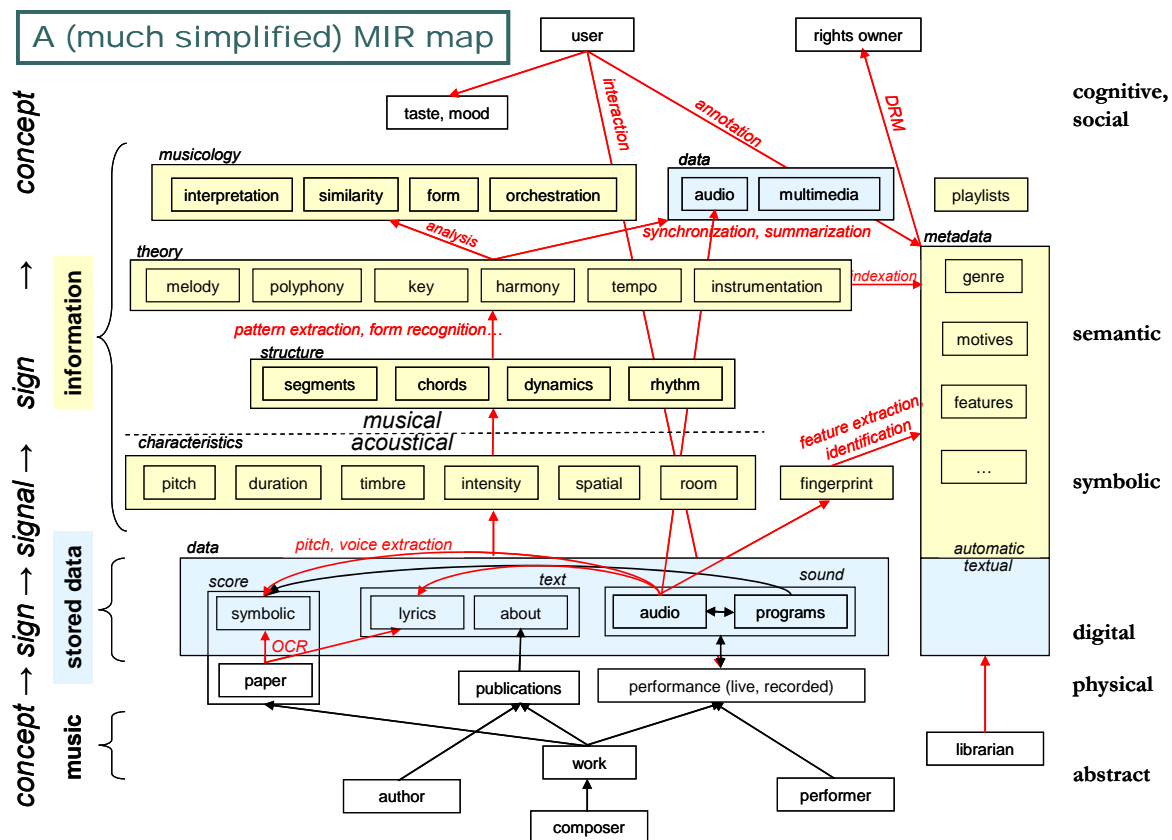 A (much simplified) MIR map
user
rights owner
taste, mood
interaction
annotation
DRM
cognitive,
social
concept
musicology
interpretation
similarity
form
orchestration
data
audio
multimedia
playlists
analysis
synchronization, summarization
metadata
theory
melody
polyphony
key
harmony
tempo
instrumentation
indexation
genre
pattern extraction, form recognition…
motives
semantic
structure
segments
chords
dynamics
rhythm
features
musical
acoustical
characteristics
feature extraction,
identification
pitch
duration
timbre
intensity
spatial
room
fingerprint
…
symbolic
information
data
pitch, voice extraction
automatic
textual
score
text
sound
symbolic
lyrics
about
audio
programs
digital
OCR
stored data
paper
publications
performance (live, recorded)
physical
music
work
librarian
author
performer
abstract
composer
concept → sign → signal → sign → concept